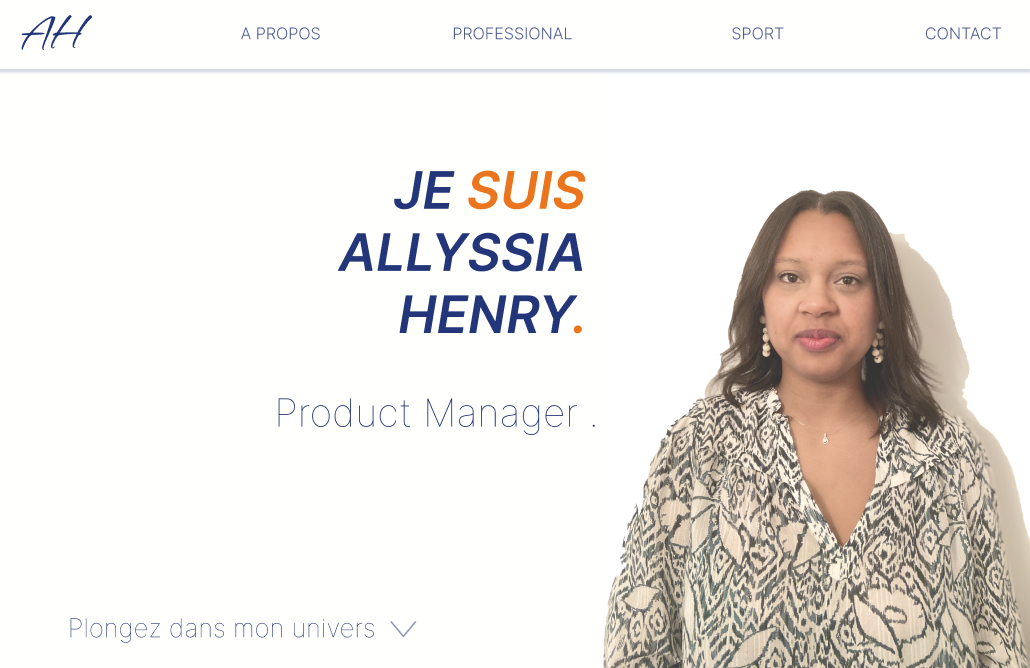 AH
A PROPOS
PROFESSIONAL
SPORT
CONTACT
JE SUIS
ALLYSSIA
HENRY.
Product Manager .
Plongez dans mon univers